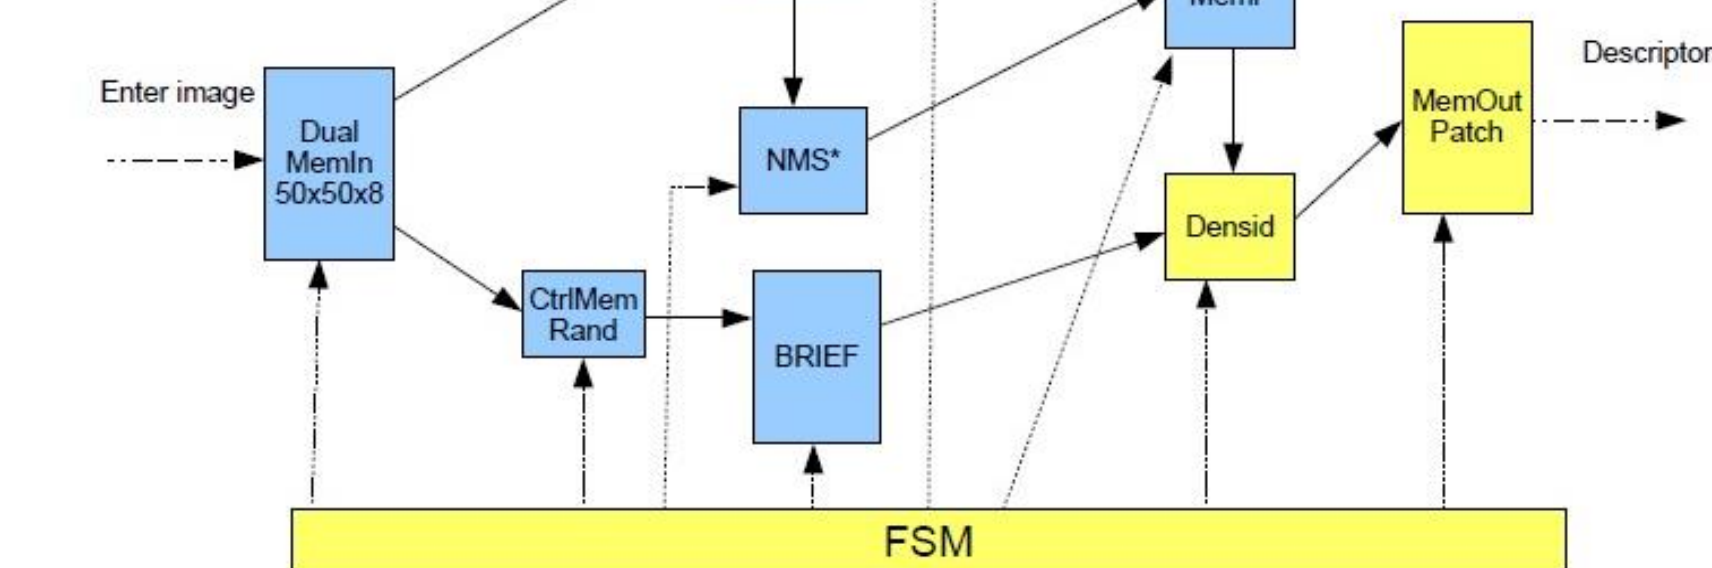 Enter image
Dual
MemIn
50x50x8
NMS*
CtrlMem
Rand
BRIEF
Densid
MemOut
Patch
Descriptor
FSM